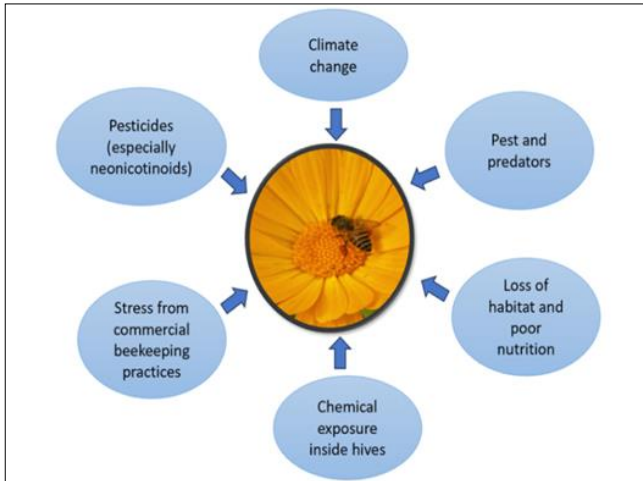 Climate
change
Pesticides
(especially
neonicotinoids)
Pest and
predators
Stress from
commercial
beekeeping
practices
Loss of
habitat and
poor
nutrition
Chemical
exposure
inside hives